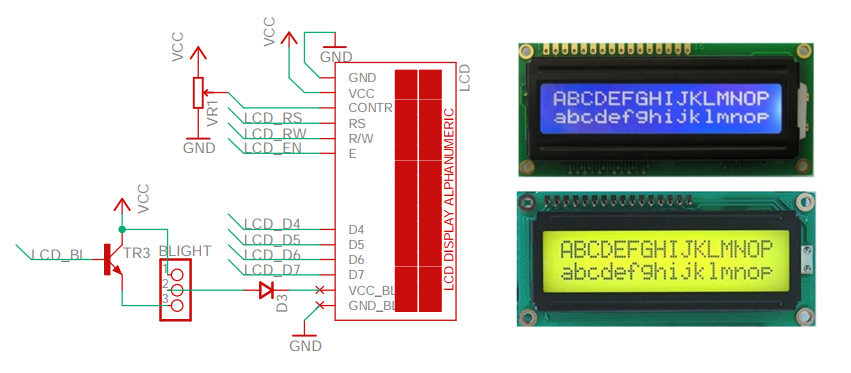 VCC
VCC
GND
LCD
VR1
GND
GND
VCC
CONTR
LCD_RS
RS
LCD_RW
R/W
LCD_EN
E
LCD DISPLAY ALPHANUMERIC
VCC
LCD_BL
TR3
BLIGHT
1
2
3
D3
LCD_D4
D4
LCD_D5
D5
LCD_D6
D6
LCD_D7
D7
VCC_BL
GND_BL
GND
ABCDEFGHIJKLMNOP
abcdefghijklmnop
ABCDEFGHIJKLMNOP
abcdefghijklmnop